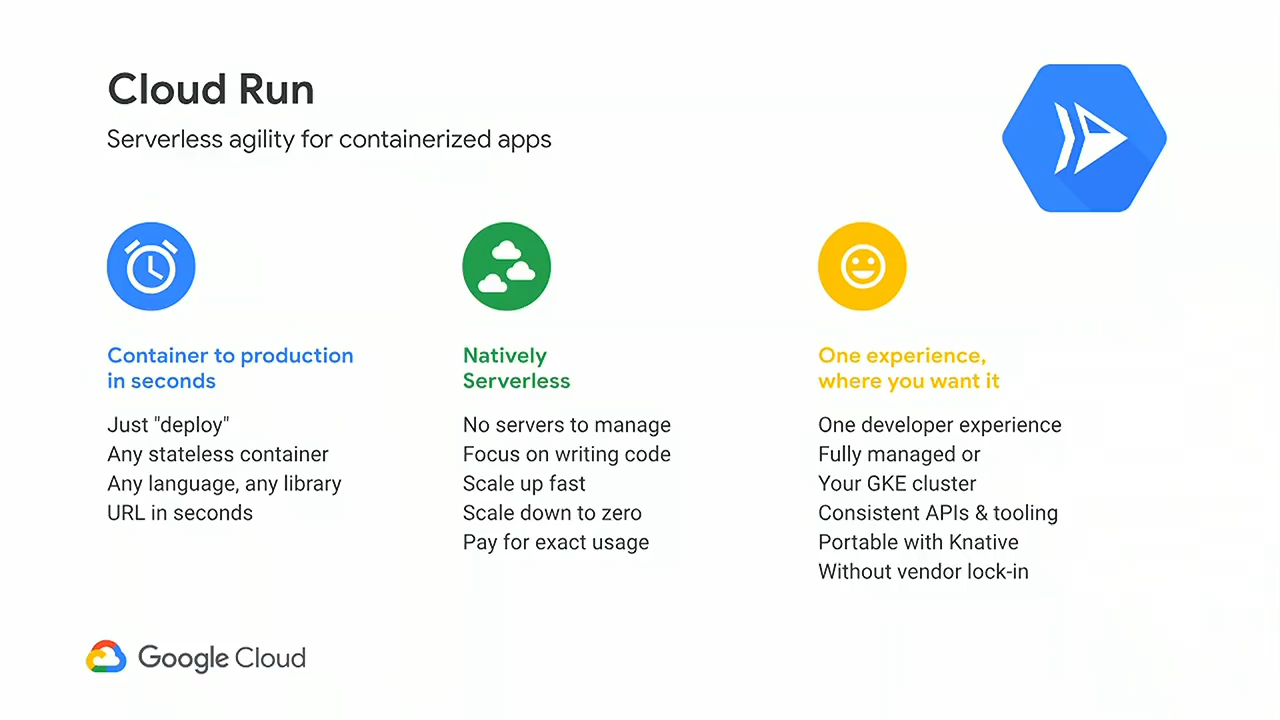 Cloud Run
Serverless agility for containerized apps
Container to production
in seconds
Just "deploy"
Any stateless container
Any language, any library
URL in seconds
Natively
Serverless
No servers to manage
Focus on writing code
Scale up fast
Scale down to zero
Pay for exact usage
One experience,
where you want it
One developer experience
Fully managed or
Your GKE cluster
Consistent APIs & tooling
Portable with Knative
Without vendor lock-in
Google Cloud